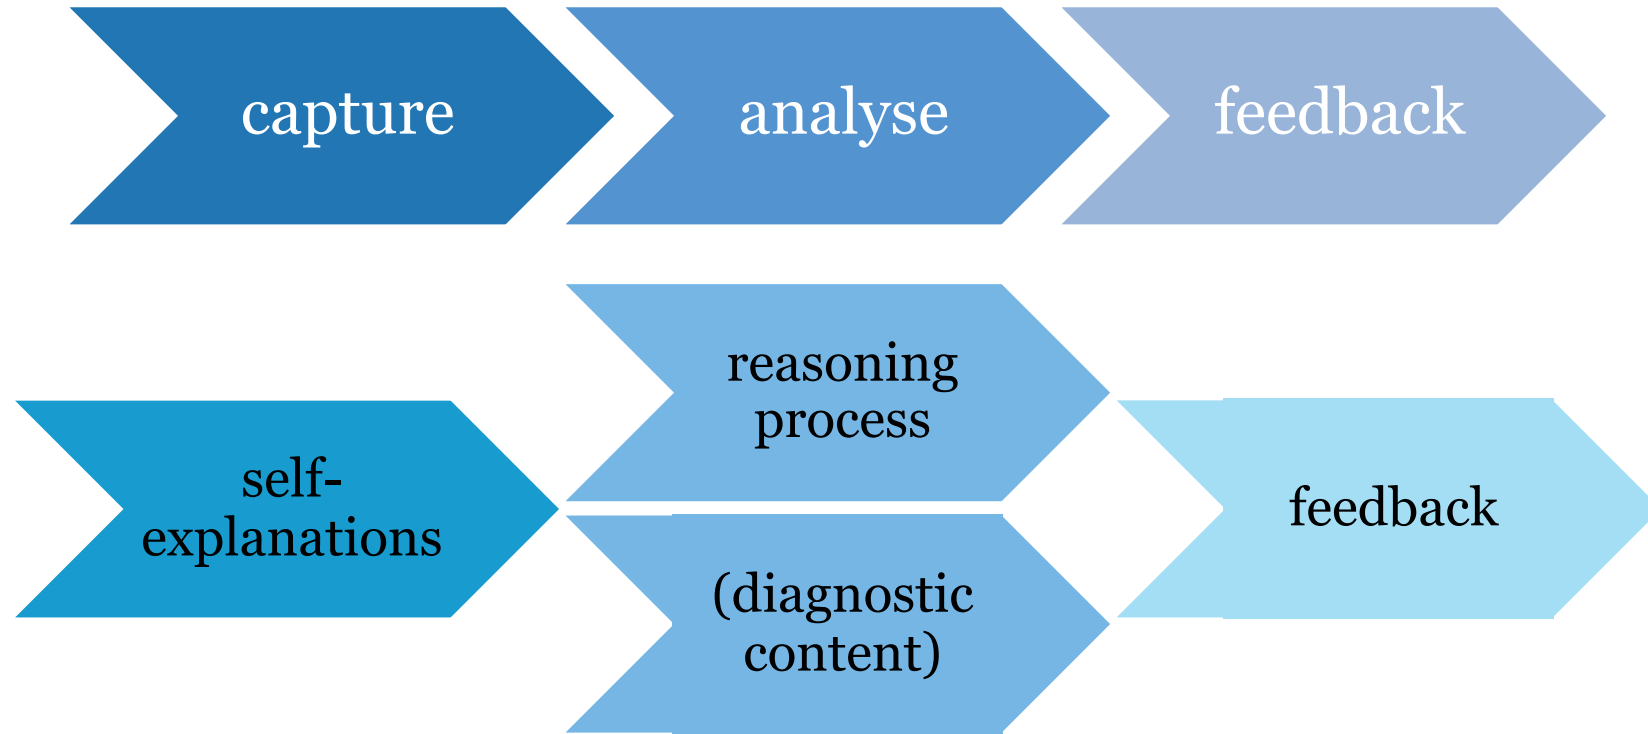 capture
analyse
feedback
self-
explanations
reasoning
process
(diagnostic
content)
feedback